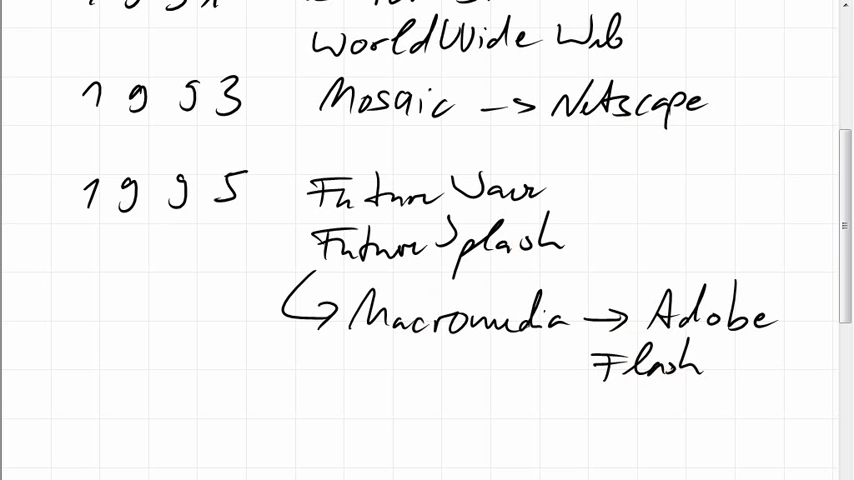 WorldWide Web
1993 Mosaic -> Netscape
1995 FutureWave
FutureSplash
↳ Macromedia → Adobe
Flash